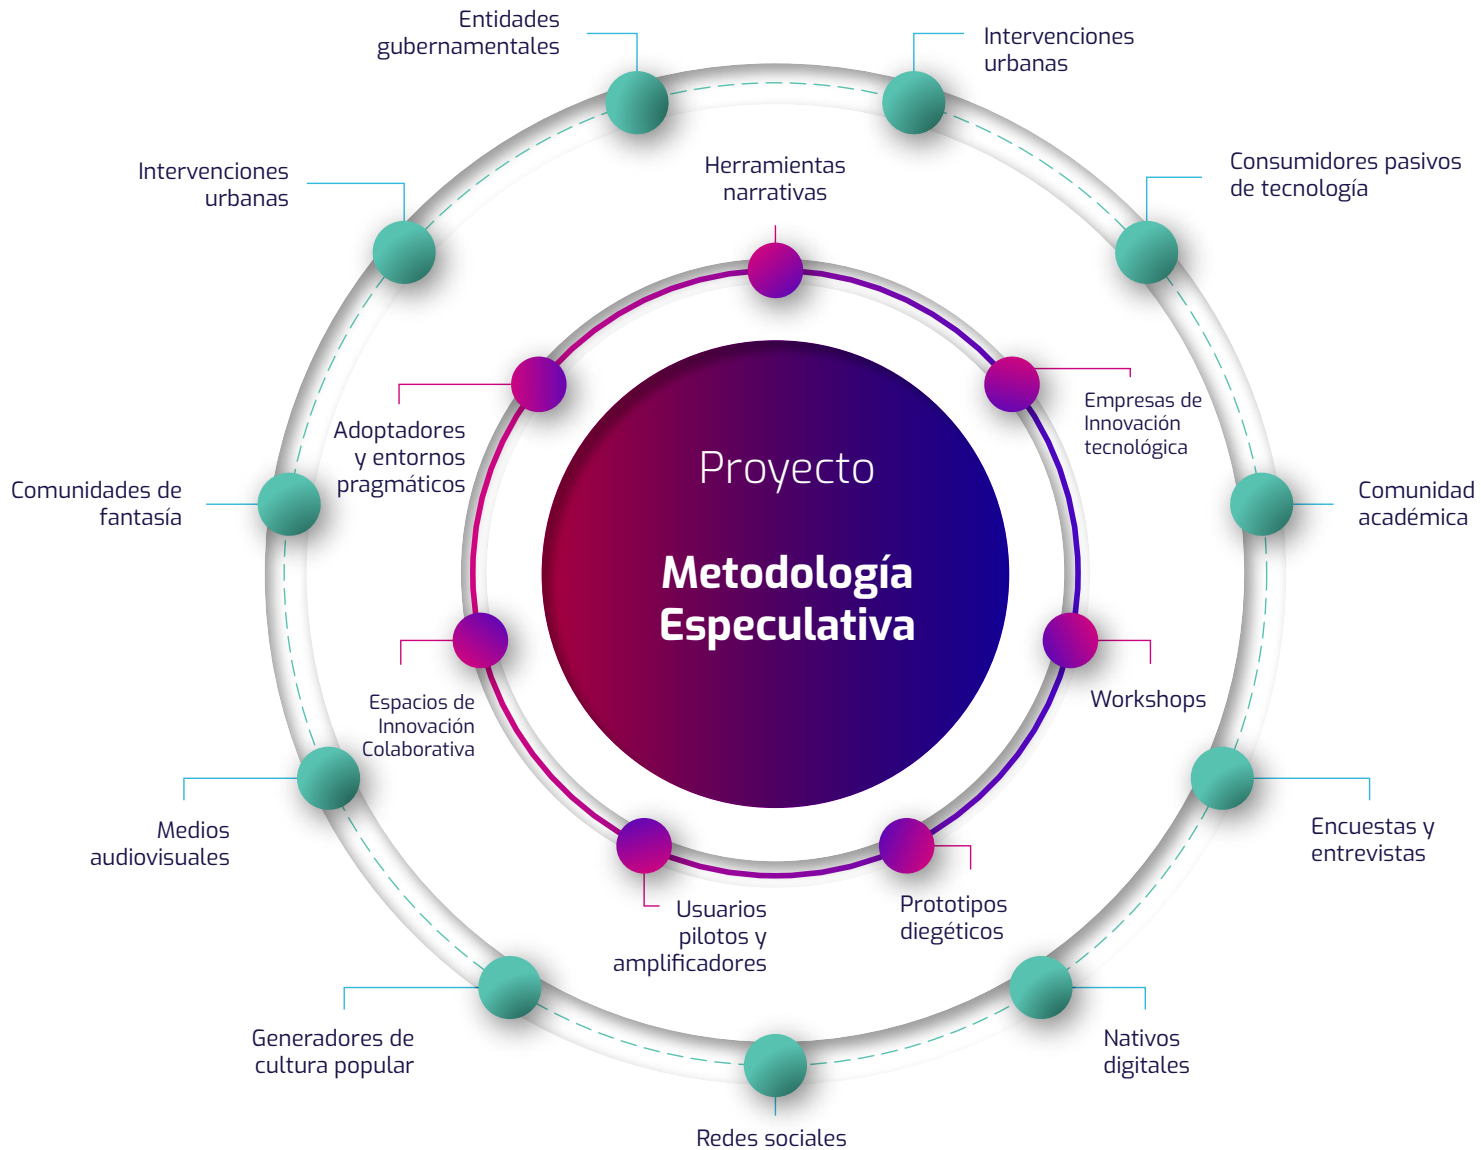 Entidades
gubernamentales
Intervenciones
urbanas
Intervenciones
urbanas
Herramientas
narrativas
Consumidores pasivos
de tecnología
Adoptadores
y entornos
pragmáticos
Empresas de
Innovación
tecnológica
Proyecto
Metodología
Especulativa
Comunidades de
fantasía
Comunidad
académica
Espacios de
Innovación
Colaborativa
Workshops
Medios
audiovisuales
Encuestas y
entrevistas
Usuarios
pilotos y
amplificadores
Prototipos
diegéticos
Generadores de
cultura popular
Nativos
digitales
Redes sociales